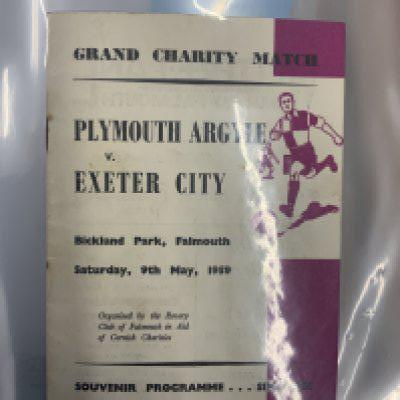 GRAND CHARITY MATCH
PLYMOUTH ARGYLE
v.
EXETER CITY
Bickland Park, Falmouth
Saturday, 9th May, 1959
Organised by the Rotary
Club of Falmouth in Aid
of Cornish Charities
SOUVENIR PROGRAMME . . .